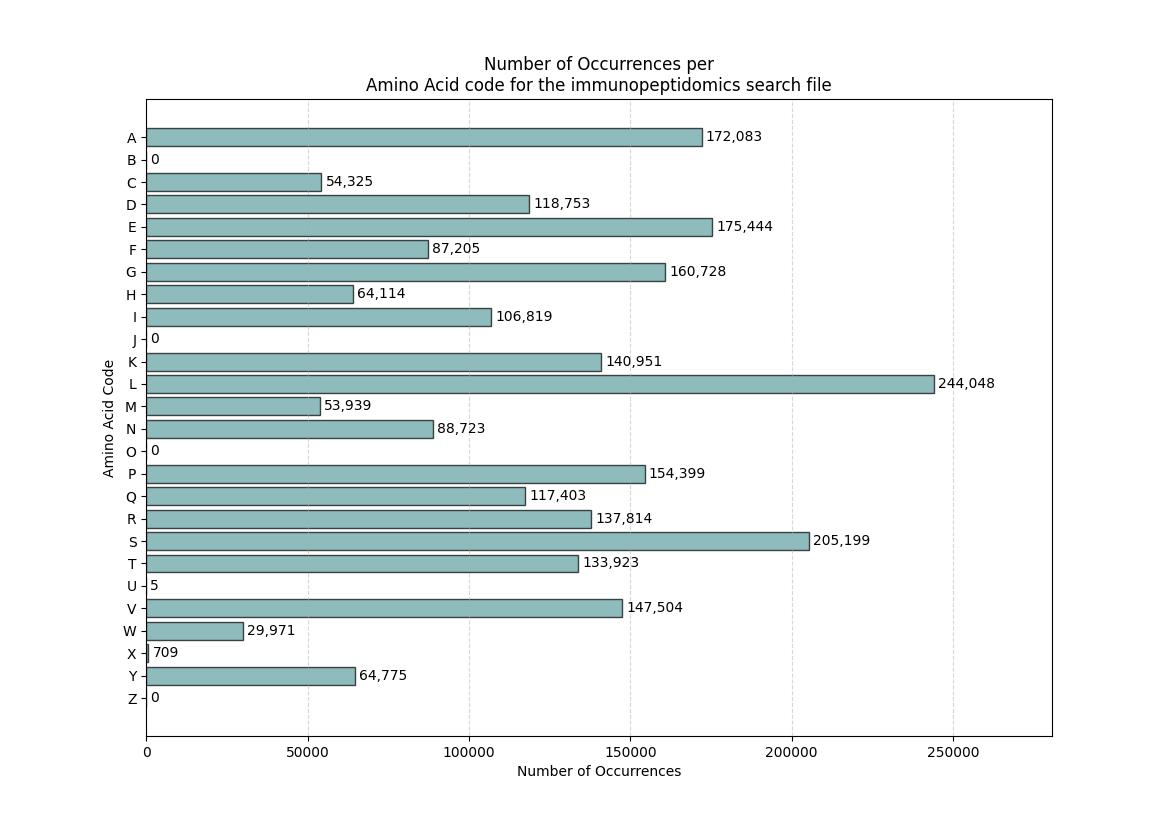 Number of Occurrences per
Amino Acid code for the immunopeptidomics search file
Amino Acid Code
A 172,083
B 0
C 54,325
D 118,753
E 175,444
F 87,205
G 160,728
H 64,114
I 106,819
J 0
K 140,951
L 244,048
M 53,939
N 88,723
O 0
P 154,399
Q 117,403
R 137,814
S 205,199
T 133,923
U 5
V 147,504
W 29,971
X 709
Y 64,775
Z 0
0 50000 100000 150000 200000 250000
Number of Occurrences